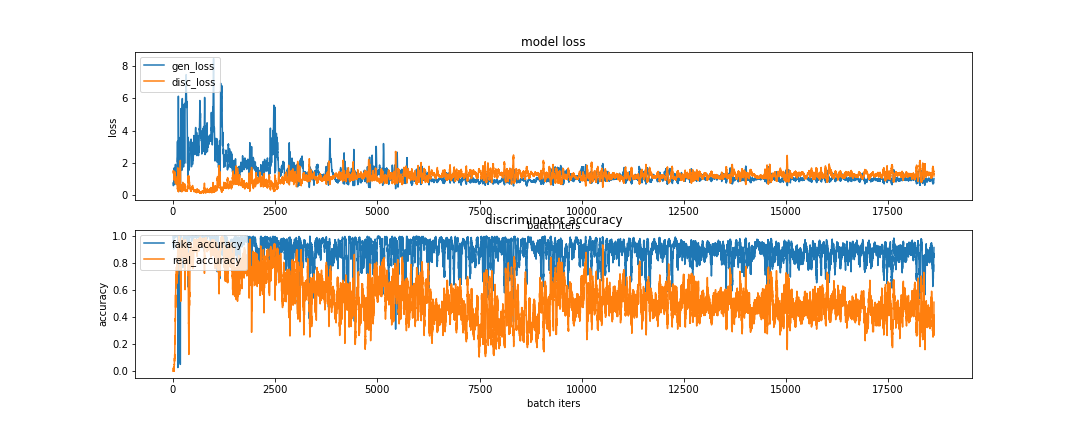 model loss
gen_loss
disc_loss
loss
8
6
4
2
0
0 2500 5000 7500 10000 12500 15000 17500
batch iters
discriminator accuracy
fake_accuracy
real_accuracy
accuracy
1.0
0.8
0.6
0.4
0.2
0.0
0 2500 5000 7500 10000 12500 15000 17500
batch iters